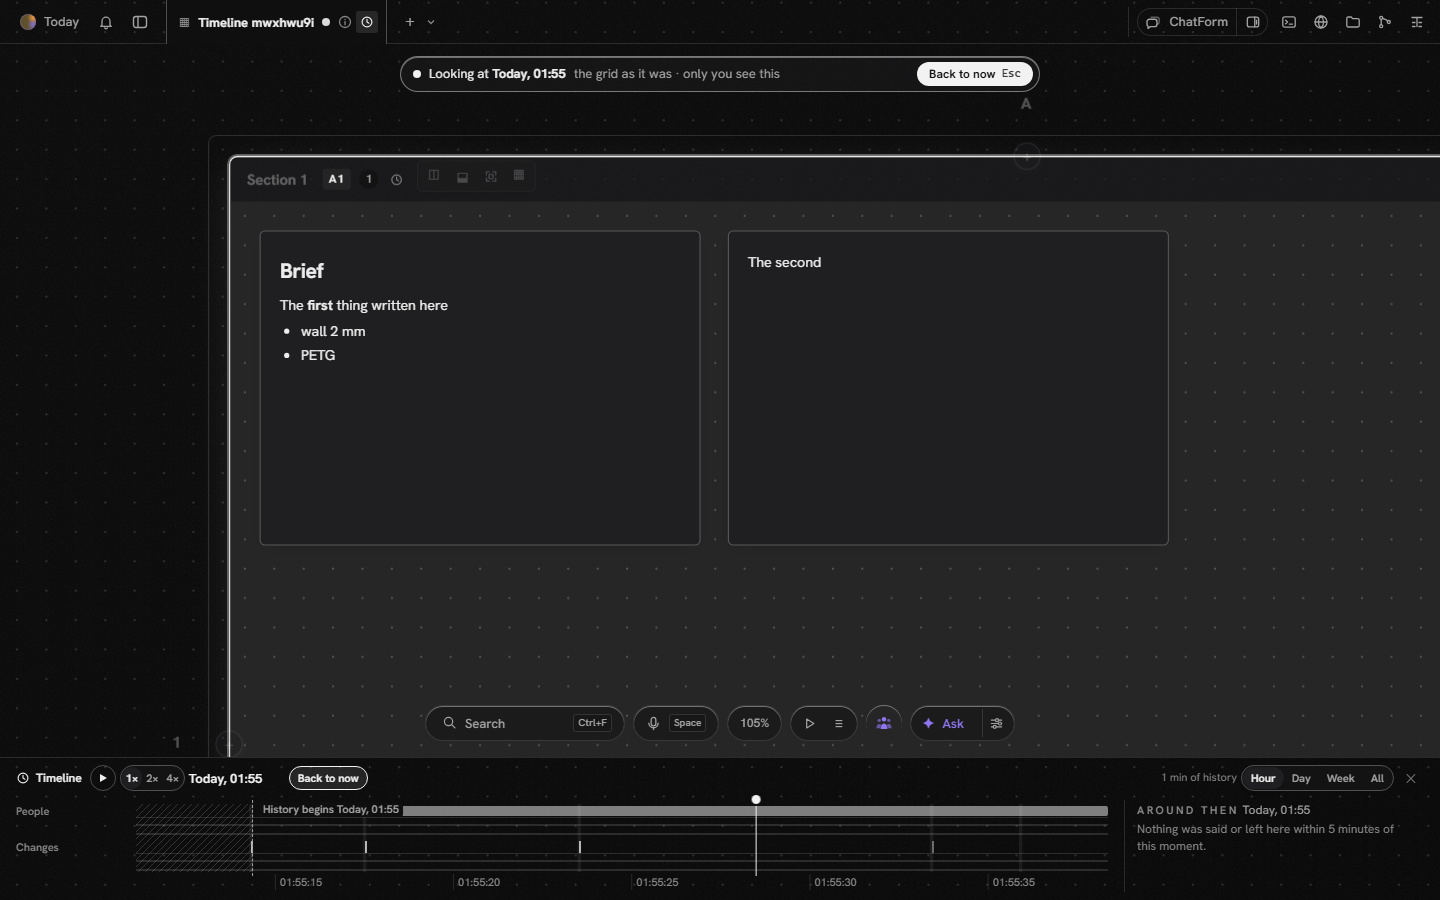 Today
Timeline mwxhwu9i
ChatForm
Looking at Today, 01:55 the grid as it was · only you see this
Back to now Esc
A
Section 1 A1 1
Brief
The first thing written here
• wall 2 mm
• PETG
The second
Search Ctrl+F
Space
105%
Ask
1
Timeline
1× 2× 4×
Today, 01:55
Back to now
1 min of history
Hour Day Week All
People
History begins Today, 01:55
Changes
01:55:15 01:55:20 01:55:25 01:55:30 01:55:35
AROUND THEN Today, 01:55
Nothing was said or left here within 5 minutes of
this moment.